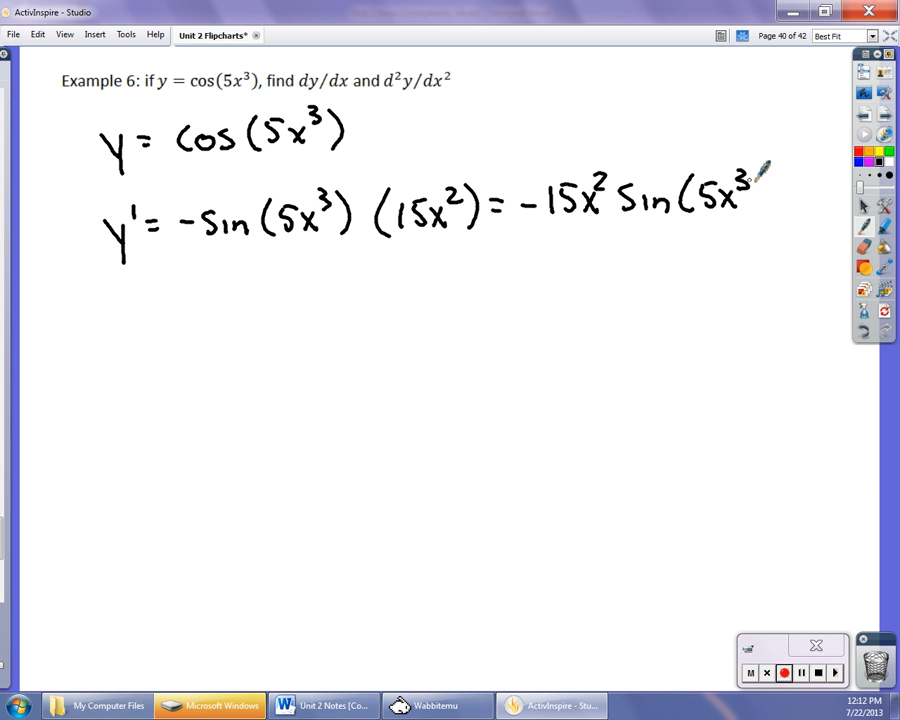 ActivInspire - Studio
File Edit View Insert Tools Help Unit 2 Flipcharts* Page 40 of 42 Best Fit
Example 6: if y = cos(5x³), find dy/dx and d²y/dx²
y = cos (5x³)
y' = -sin (5x³) (15x²) = -15x² sin (5x³
M
My Computer Files Microsoft Windows Unit 2 Notes [Co... Wabbitemu ActivInspire - Stu... 12:12 PM
7/22/2013